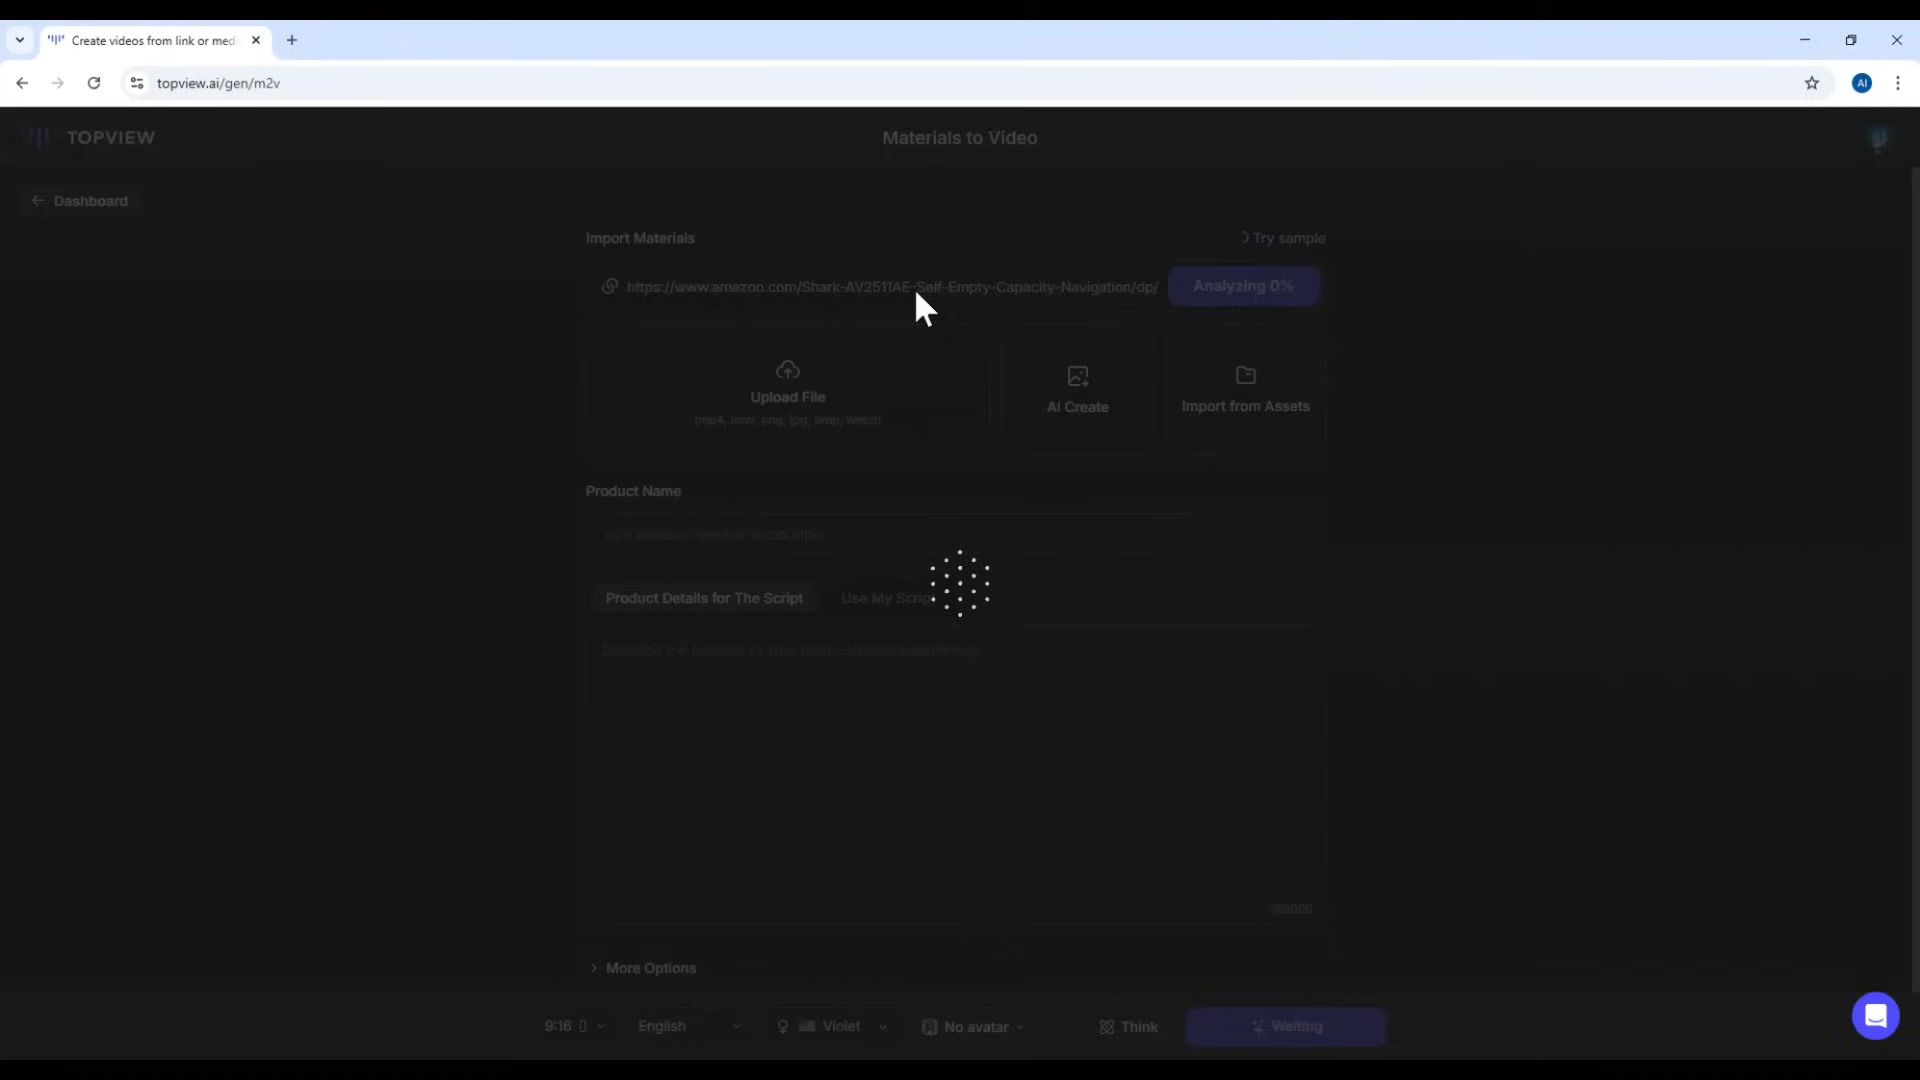 Create videos from link or med
topview.ai/gen/m2v
AI
TOPVIEW
Materials to Video
Dashboard
Import Materials
Try sample
https://www.amazon.com/Shark-AV2511AE-Self-Empty-Capacity-Navigation/dp/
Analyzing 0%
Upload File
(mp4, mov, png, jpg, bmp, webp)
AI Create
Import from Assets
Product Name
Product Details for The Script
Use My Script
More Options
9:16
English
Violet
No avatar
Think
Waiting